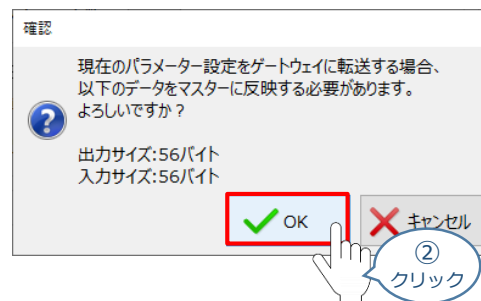 確認
現在のパラメーター設定をゲートウェイに転送する場合、
以下のデータをマスターに反映する必要があります。
よろしいですか？
出力サイズ:56バイト
入力サイズ:56バイト
OK
キャンセル
②
クリック